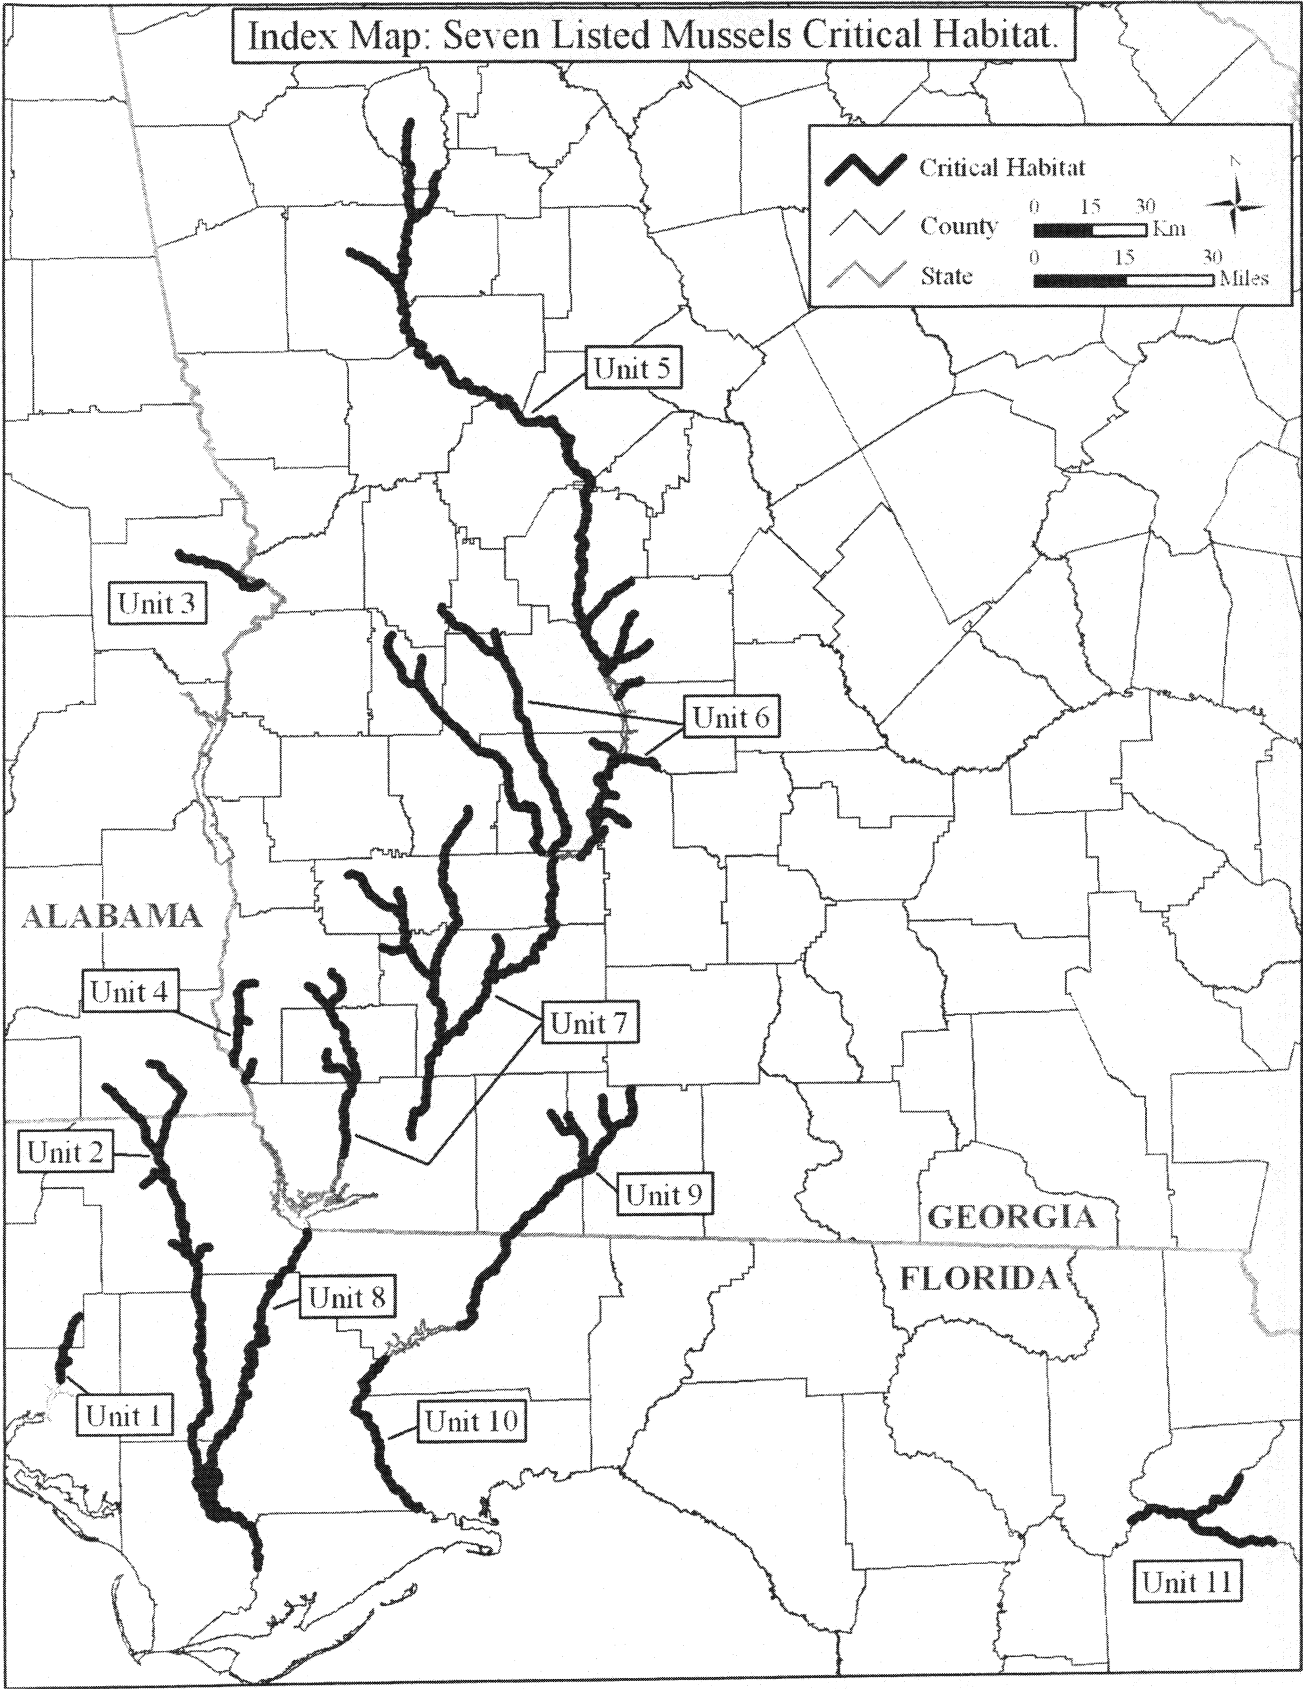 Index Map: Seven Listed Mussels Critical Habitat.
Critical Habitat
N
County
0 15 30
Km
State
0 15 30
Miles
Unit 5
Unit 3
Unit 6
ALABAMA
Unit 4
Unit 7
Unit 2
Unit 9
GEORGIA
FLORIDA
Unit 8
Unit 1
Unit 10
Unit 11